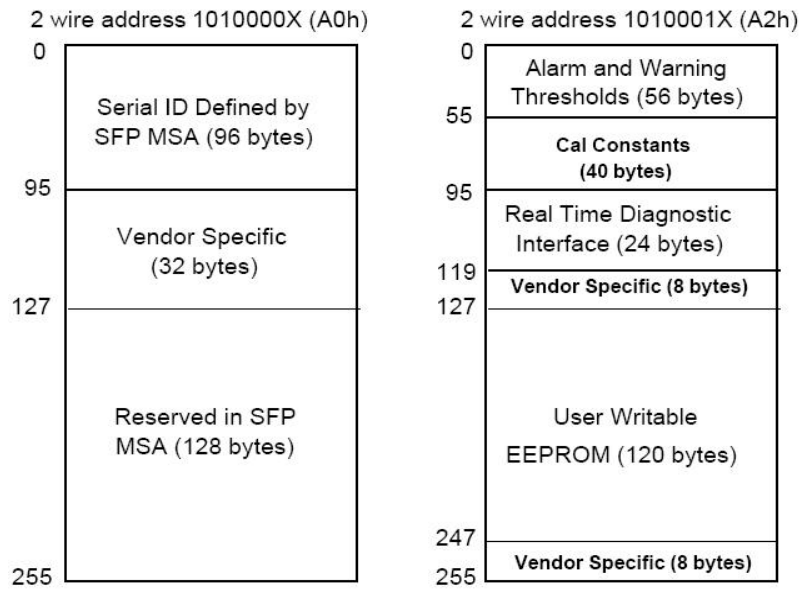 2 wire address 1010000X (A0h)
0
Serial ID Defined by
SFP MSA (96 bytes)
95
Vendor Specific
(32 bytes)
127
Reserved in SFP
MSA (128 bytes)
255
2 wire address 1010001X (A2h)
0
Alarm and Warning
Thresholds (56 bytes)
55
Cal Constants
(40 bytes)
95
Real Time Diagnostic
Interface (24 bytes)
119
Vendor Specific (8 bytes)
127
User Writable
EEPROM (120 bytes)
247
Vendor Specific (8 bytes)
255